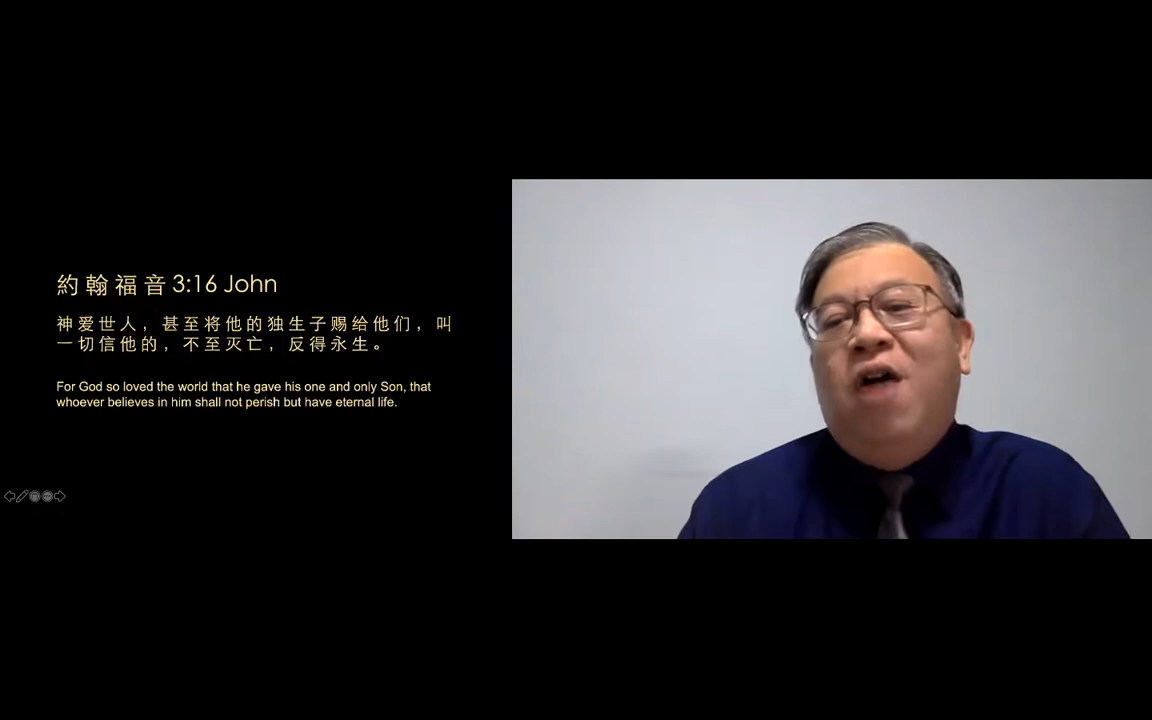 約翰福音 3:16 John
神爱世人，甚至将他的独生子赐给他们，叫
一切信他的，不至灭亡，反得永生。
For God so loved the world that he gave his one and only Son, that
whoever believes in him shall not perish but have eternal life.